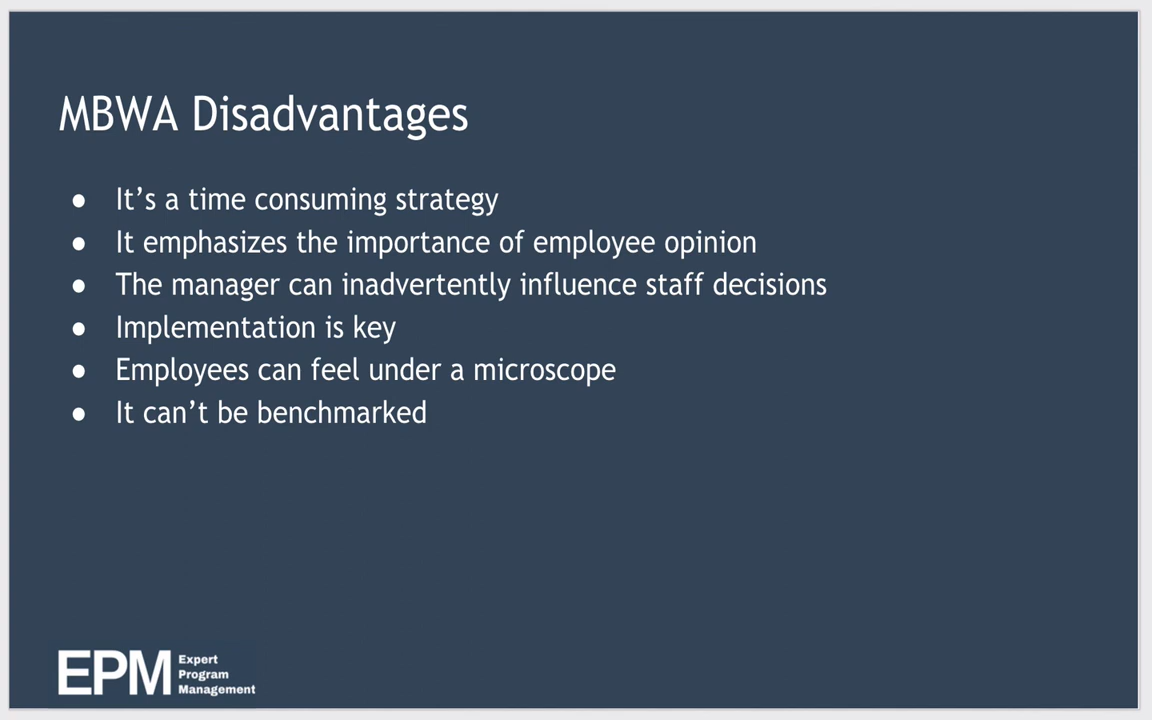 MBWA Disadvantages
● It’s a time consuming strategy
● It emphasizes the importance of employee opinion
● The manager can inadvertently influence staff decisions
● Implementation is key
● Employees can feel under a microscope
● It can’t be benchmarked
EPM
Expert
Program
Management